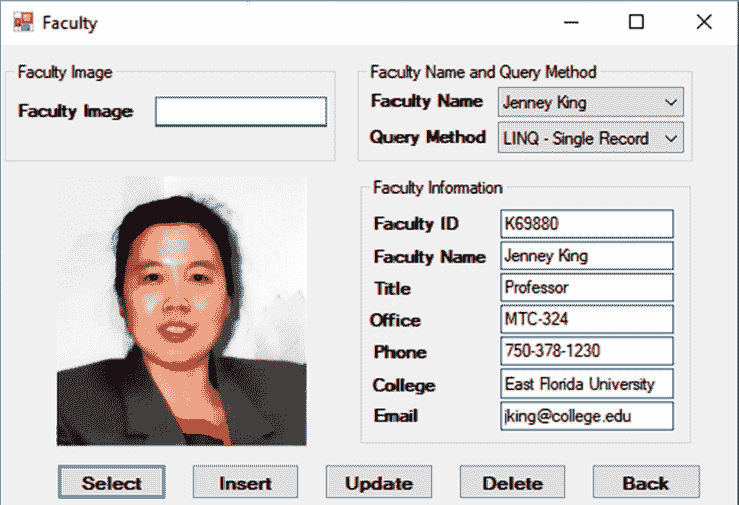 Faculty
Faculty Image
Faculty Image
Faculty Name and Query Method
Faculty Name Jenney King
Query Method LINQ - Single Record
Faculty Information
Faculty ID K69880
Faculty Name Jenney King
Title Professor
Office MTC-324
Phone 750-378-1230
College East Florida University
Email jking@college.edu
Select Insert Update Delete Back